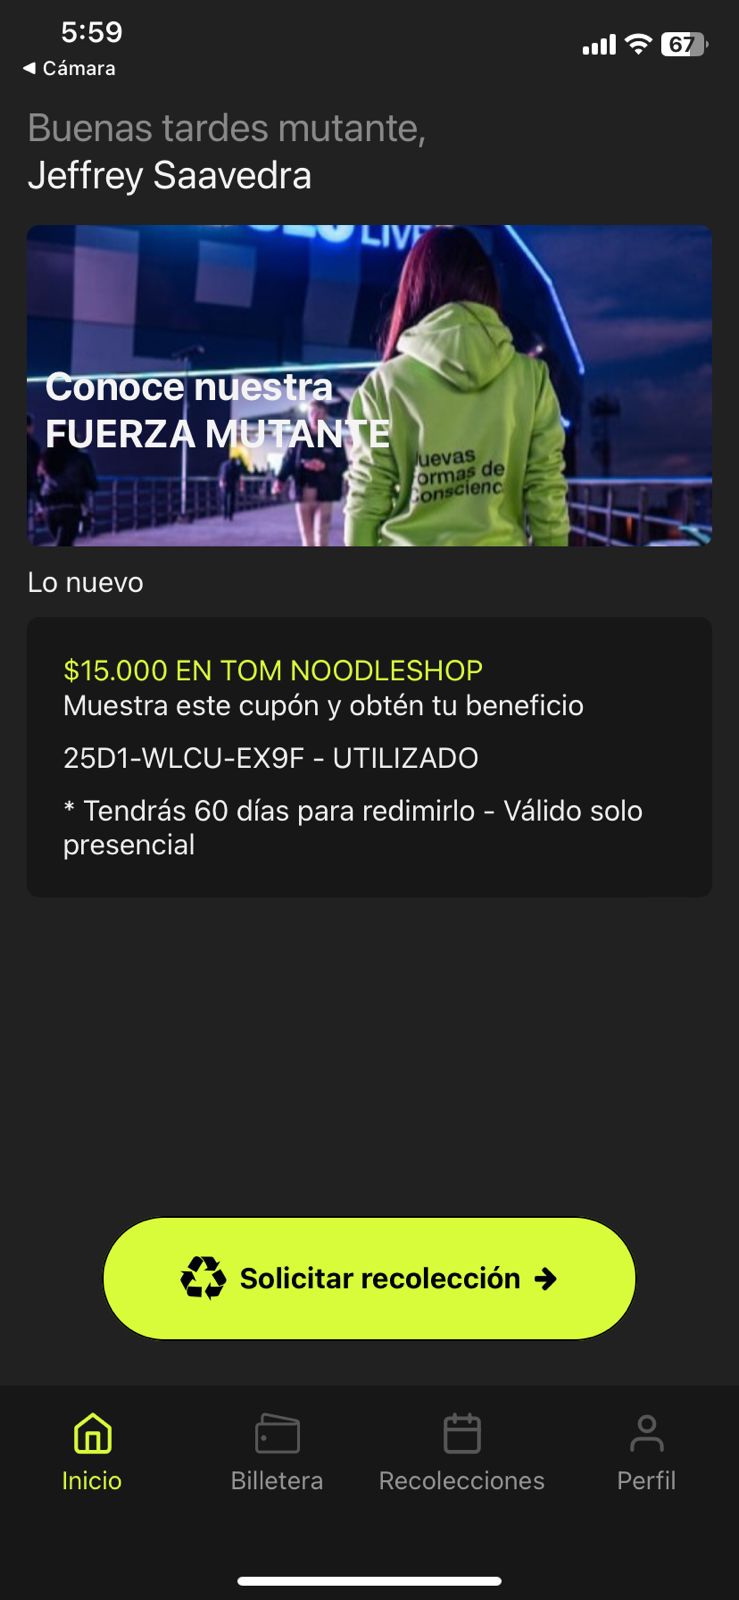 5:59
67
◀ Cámara
Buenas tardes mutante,
Jeffrey Saavedra
LIVE
Conoce nuestra
FUERZA MUTANTE
uevas
ormas de
onscienc
Lo nuevo
$15.000 EN TOM NOODLESHOP
Muestra este cupón y obtén tu beneficio
25D1-WLCU-EX9F - UTILIZADO
* Tendrás 60 días para redimirlo - Válido solo
presencial
Solicitar recolección →
Inicio
Billetera
Recolecciones
Perfil